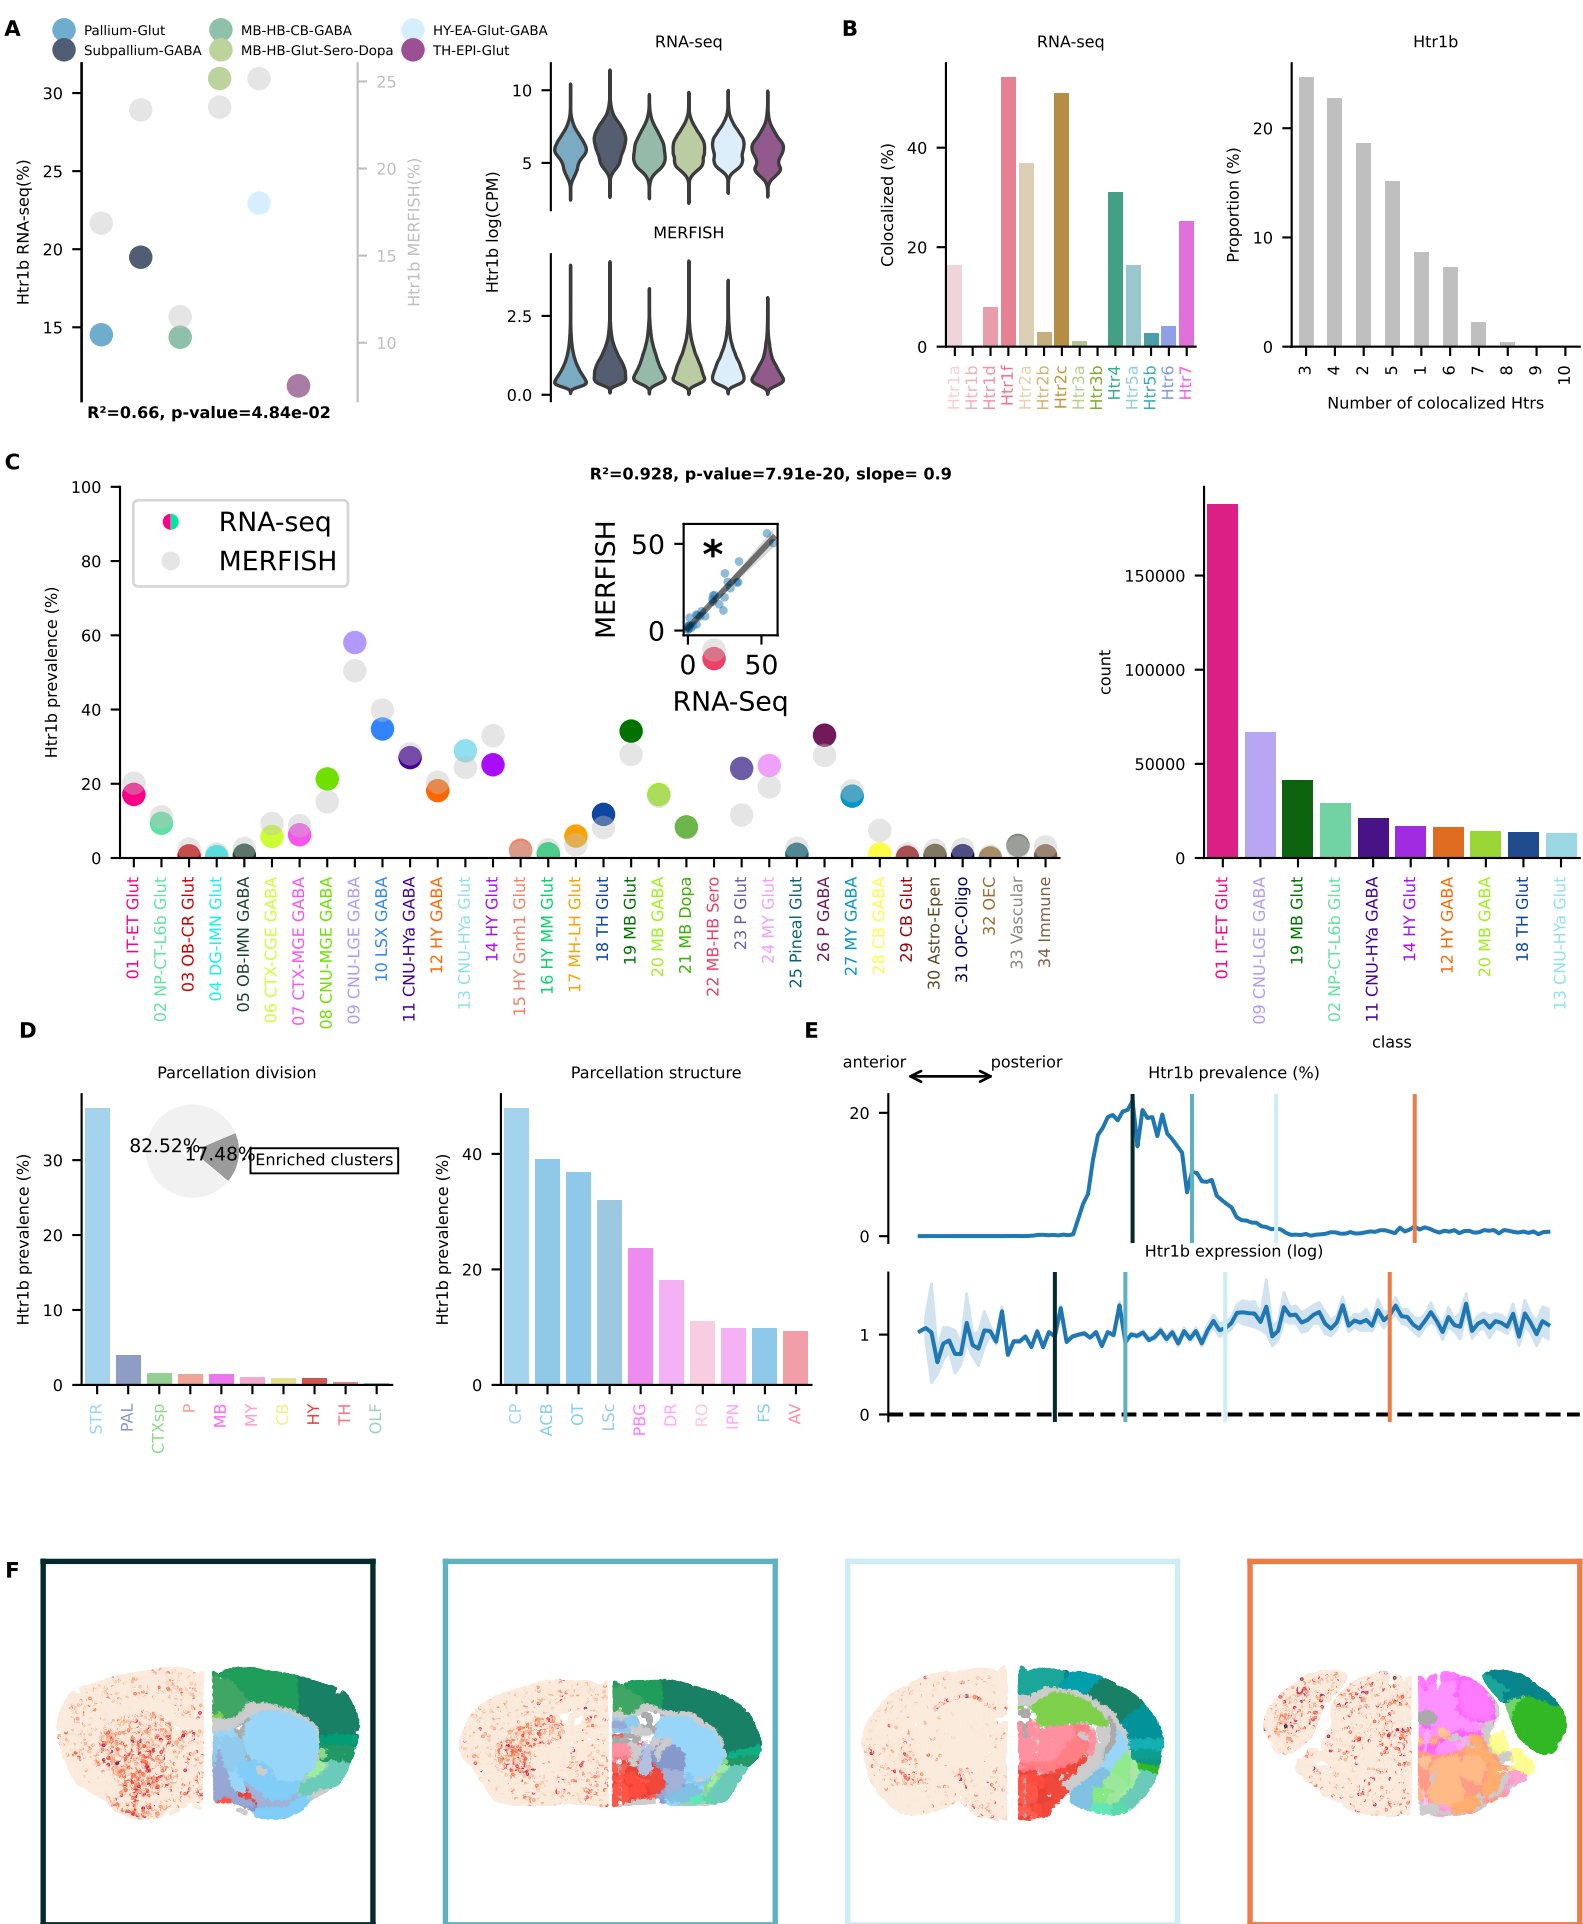 A
Pallium-Glut
MB-HB-CB-GABA
HY-EA-Glut-GABA
Subpallium-GABA
MB-HB-Glut-Sero-Dopa
TH-EPI-Glut
Htr1b RNA-seq(%)
30
25
20
15
Htr1b MERFISH(%)
25
20
15
10
R²=0.66, p-value=4.84e-02
RNA-seq
10
5
Htr1b log(CPM)
MERFISH
2.5
0.0
B
RNA-seq
Colocalized (%)
40
20
0
Htr1a
Htr1b
Htr1d
Htr1f
Htr2a
Htr2b
Htr2c
Htr3a
Htr3b
Htr4
Htr5a
Htr5b
Htr6
Htr7
Htr1b
Proportion (%)
20
10
0
3
4
2
5
1
6
7
8
9
10
Number of colocalized Htrs
C
R²=0.928, p-value=7.91e-20, slope= 0.9
Htr1b prevalence (%)
100
80
60
40
20
0
RNA-seq
MERFISH
MERFISH
50
0
*
0
50
RNA-Seq
01 IT-ET Glut
02 NP-CT-L6b Glut
03 OB-CR Glut
04 DG-IMN Glut
05 OB-IMN GABA
06 CTX-CGE GABA
07 CTX-MGE GABA
08 CNU-MGE GABA
09 CNU-LGE GABA
10 LSX GABA
11 CNU-HYa GABA
12 HY GABA
13 CNU-HYa Glut
14 HY Glut
15 HY Gnrh1 Glut
16 HY MM Glut
17 MH-LH Glut
18 TH Glut
19 MB Glut
20 MB GABA
21 MB Dopa
22 MB-HB Sero
23 P Glut
24 MY Glut
25 Pineal Glut
26 P GABA
27 MY GABA
28 CB GABA
29 CB Glut
30 Astro-Epen
31 OPC-Oligo
32 OEC
33 Vascular
34 Immune
count
150000
100000
50000
0
01 IT-ET Glut
09 CNU-LGE GABA
19 MB Glut
02 NP-CT-L6b Glut
11 CNU-HYa GABA
14 HY Glut
12 HY GABA
20 MB GABA
18 TH Glut
13 CNU-HYa Glut
class
D
Parcellation division
Htr1b prevalence (%)
30
20
10
0
82.52%
17.48%
Enriched clusters
STR
PAL
CTXsp
P
MB
MY
CB
HY
TH
OLF
Parcellation structure
Htr1b prevalence (%)
40
20
0
CP
ACB
OT
LSc
PBG
DR
RO
IPN
FS
AV
E
anterior
posterior
Htr1b prevalence (%)
20
0
Htr1b expression (log)
1
0
F